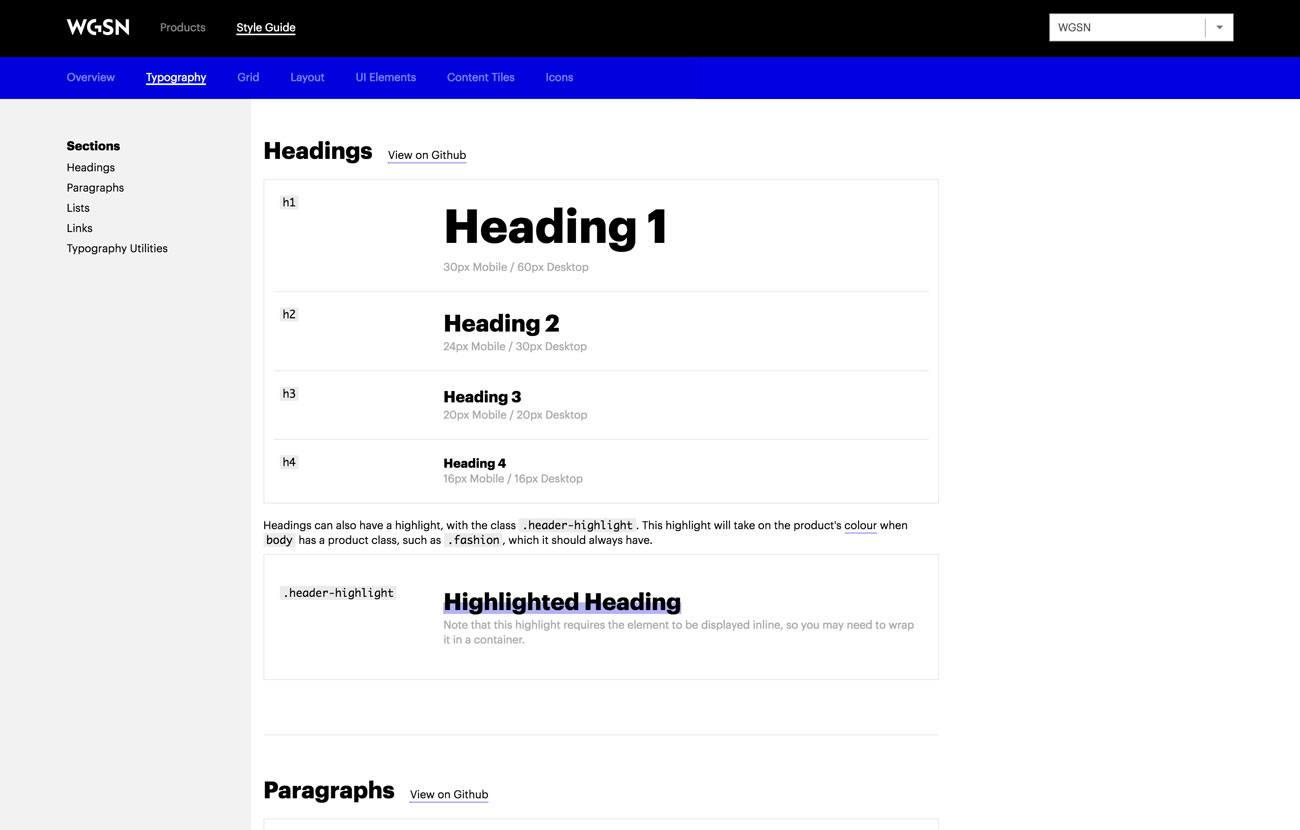 WGSN
Products
Style Guide
WGSN
Overview
Typography
Grid
Layout
UI Elements
Content Tiles
Icons
Sections
Headings
Paragraphs
Lists
Links
Typography Utilities
Headings
View on Github
h1
Heading 1
30px Mobile / 60px Desktop
h2
Heading 2
24px Mobile / 30px Desktop
h3
Heading 3
20px Mobile / 20px Desktop
h4
Heading 4
16px Mobile / 16px Desktop
Headings can also have a highlight, with the class .header-highlight. This highlight will take on the product's colour when
body has a product class, such as .fashion, which it should always have.
.header-highlight
Highlighted Heading
Note that this highlight requires the element to be displayed inline, so you may need to wrap
it in a container.
Paragraphs
View on Github